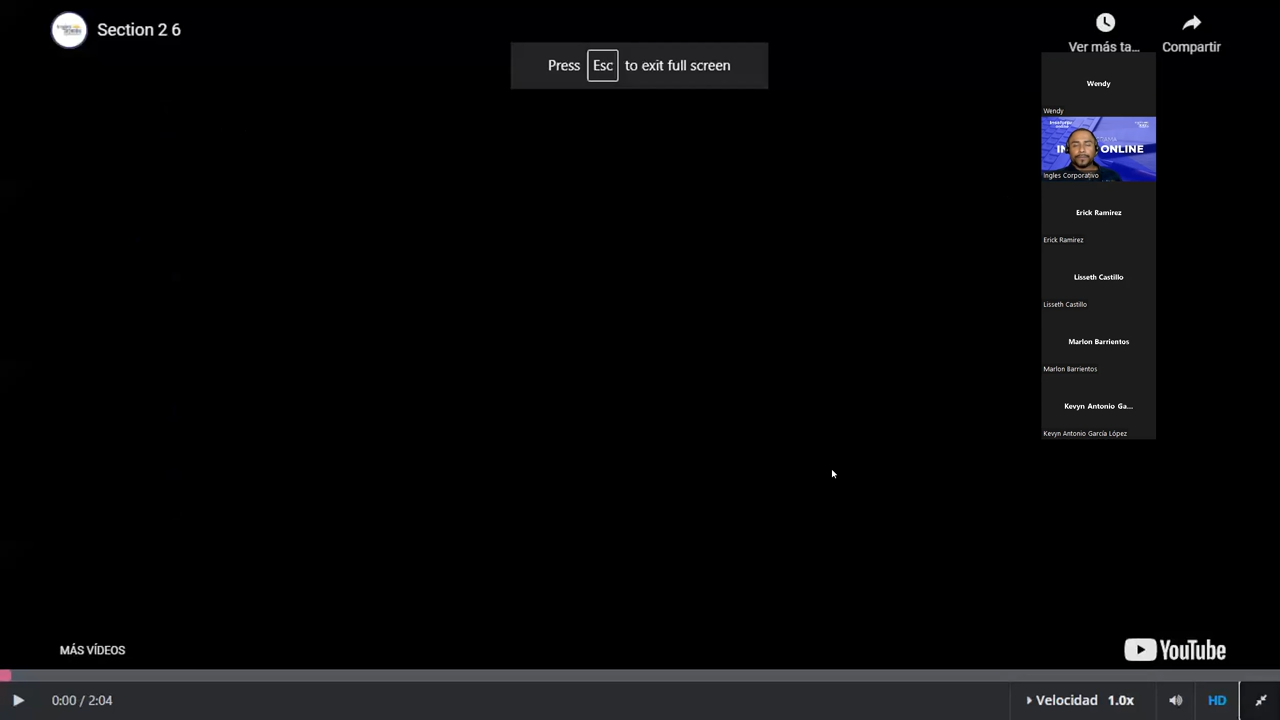 Section 2 6
Ver más ta...
Compartir
Press Esc to exit full screen
Wendy
Wendy
ONLINE
Ingles Corporativo
Erick Ramirez
Erick Ramirez
Lisseth Castillo
Lisseth Castillo
Marlon Barrientos
Marlon Barrientos
Kevyn Antonio Ga...
Kevyn Antonio García López
MÁS VÍDEOS
YouTube
0:00 / 2:04
Velocidad 1.0x
HD